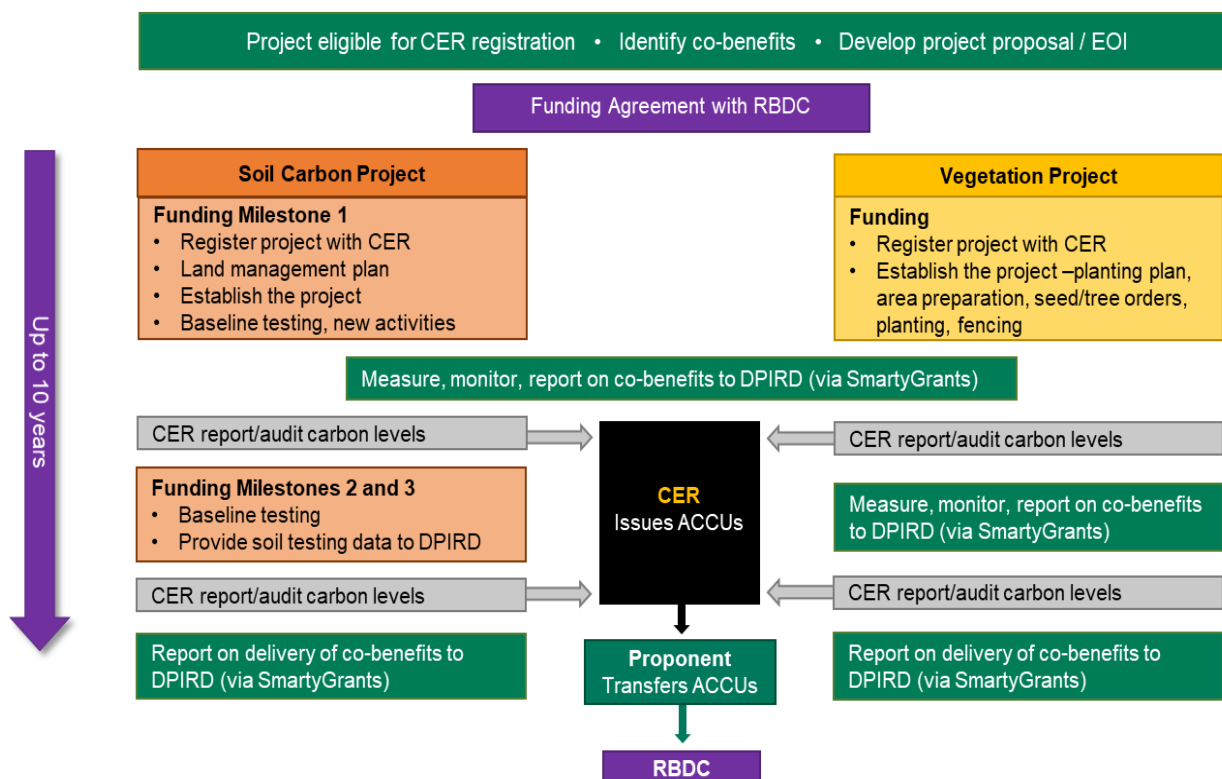 Project eligible for CER registration • Identify co-benefits • Develop project proposal / EOI
Funding Agreement with RBDC
Up to 10 years
Soil Carbon Project
Funding Milestone 1
• Register project with CER
• Land management plan
• Establish the project
• Baseline testing, new activities
Vegetation Project
Funding
• Register project with CER
• Establish the project –planting plan,
area preparation, seed/tree orders,
planting, fencing
Measure, monitor, report on co-benefits to DPIRD (via SmartyGrants)
CER report/audit carbon levels
CER report/audit carbon levels
Funding Milestones 2 and 3
• Baseline testing
• Provide soil testing data to DPIRD
CER
Issues ACCUs
Measure, monitor, report on co-benefits
to DPIRD (via SmartyGrants)
CER report/audit carbon levels
CER report/audit carbon levels
Report on delivery of co-benefits to
DPIRD (via SmartyGrants)
Proponent
Transfers ACCUs
Report on delivery of co-benefits to
DPIRD (via SmartyGrants)
RBDC